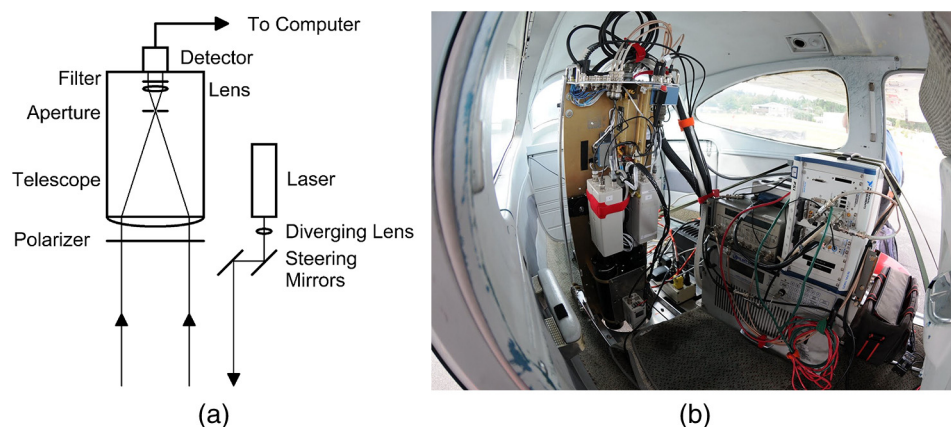 To Computer
Detector
Filter
Lens
Aperture
Telescope
Laser
Polarizer
Diverging Lens
Steering
Mirrors
(a)
(b)